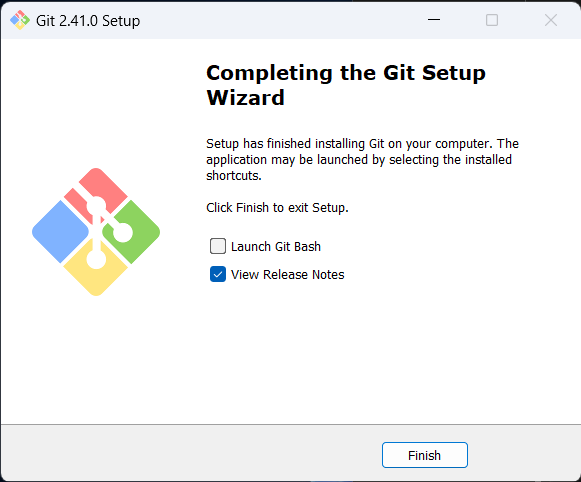 Git 2.41.0 Setup
Completing the Git Setup
Wizard
Setup has finished installing Git on your computer. The
application may be launched by selecting the installed
shortcuts.
Click Finish to exit Setup.
Launch Git Bash
View Release Notes
Finish